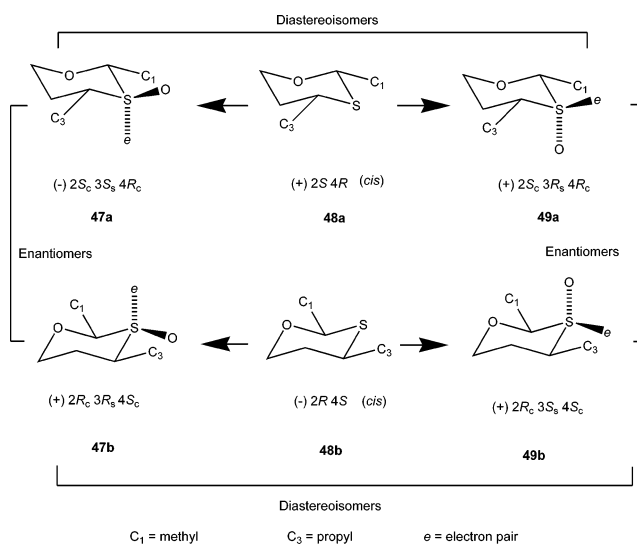 Diastereoisomers
O C1 S O e C3
O C1 S C3
O C1 S e C3 O
(-) 2Sc 3Ss 4Rc
(+) 2S 4R (cis)
(+) 2Sc 3Rs 4Rc
47a 48a 49a
Enantiomers Enantiomers
C1 e O S O C3
C1 O S C3
O C1 O S e C3
(+) 2Rc 3Rs 4Sc
(-) 2R 4S (cis)
(+) 2Rc 3Ss 4Sc
47b 48b 49b
Diastereoisomers
C1 = methyl C3 = propyl e = electron pair